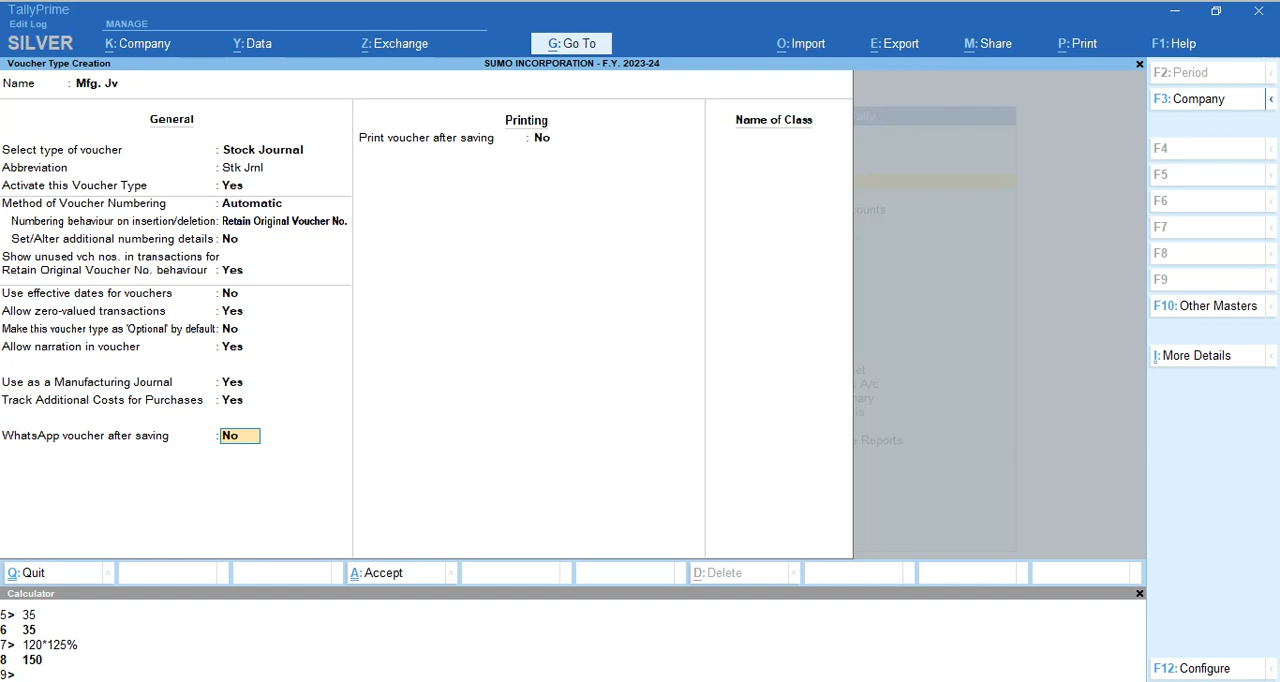 TallyPrime
Edit Log
MANAGE
SILVER
K: Company
Y: Data
Z: Exchange
G: Go To
O: Import
E: Export
M: Share
P: Print
F1: Help
Voucher Type Creation
SUMO INCORPORATION - F.Y. 2023-24
Name : Mfg. Jv
General
Select type of voucher : Stock Journal
Abbreviation : Stk Jrnl
Activate this Voucher Type : Yes
Method of Voucher Numbering : Automatic
Numbering behaviour on insertion/deletion: Retain Original Voucher No.
Set/Alter additional numbering details : No
Show unused vch nos. in transactions for
Retain Original Voucher No. behaviour : Yes
Use effective dates for vouchers : No
Allow zero-valued transactions : Yes
Make this voucher type as 'Optional' by default: No
Allow narration in voucher : Yes
Use as a Manufacturing Journal : Yes
Track Additional Costs for Purchases : Yes
WhatsApp voucher after saving : No
Printing
Print voucher after saving : No
Name of Class
e Reports
F2: Period
F3: Company
F4
F5
F6
F7
F8
F9
F10: Other Masters
I: More Details
F12: Configure
Q: Quit
A: Accept
D: Delete
Calculator
5> 35
6 35
7> 120*125%
8 150
9>